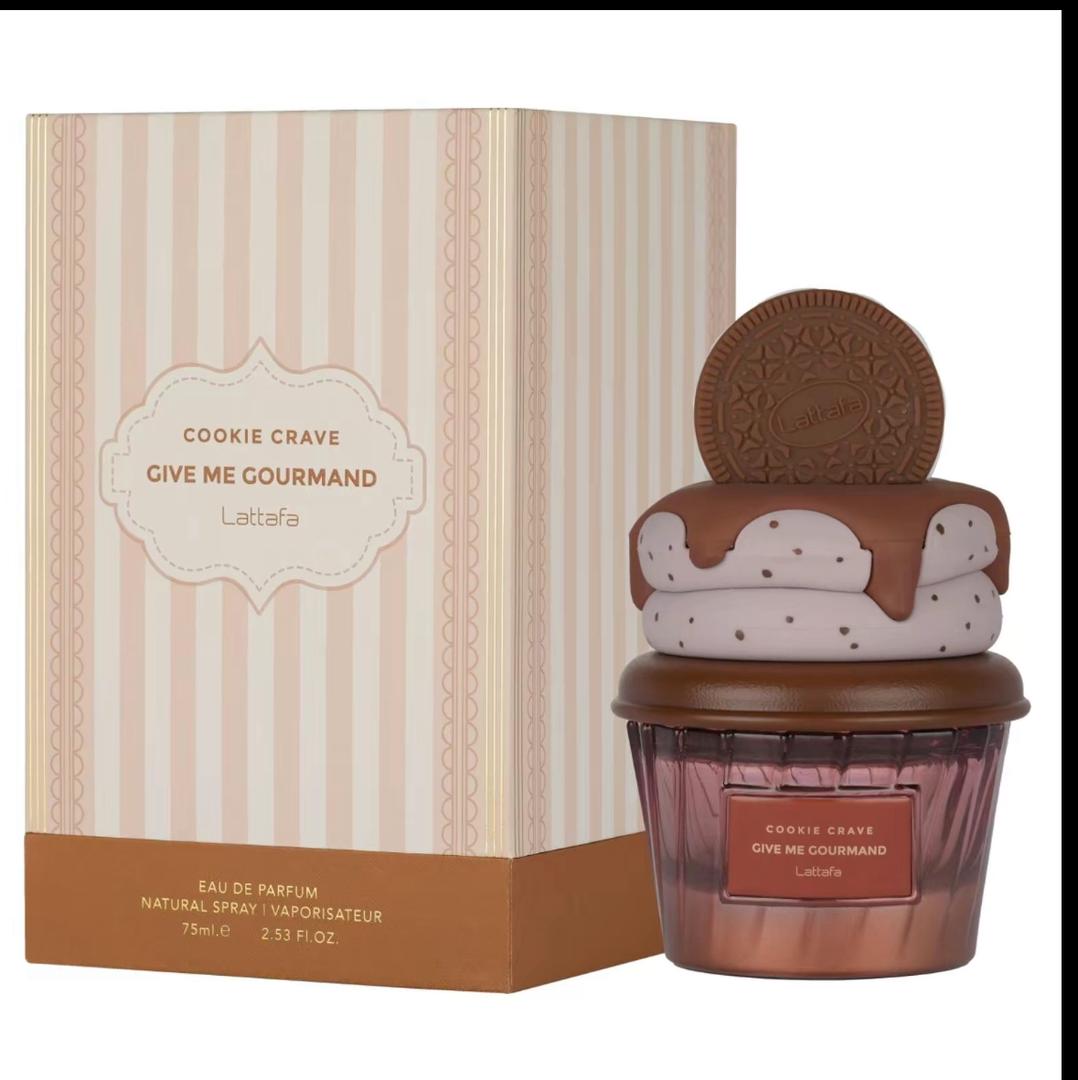 COOKIE CRAVE
GIVE ME GOURMAND
Lattafa
EAU DE PARFUM
NATURAL SPRAY | VAPORISATEUR
75ml.℮ 2.53 Fl.OZ.
Lattafa
COOKIE CRAVE
GIVE ME GOURMAND
Lattafa